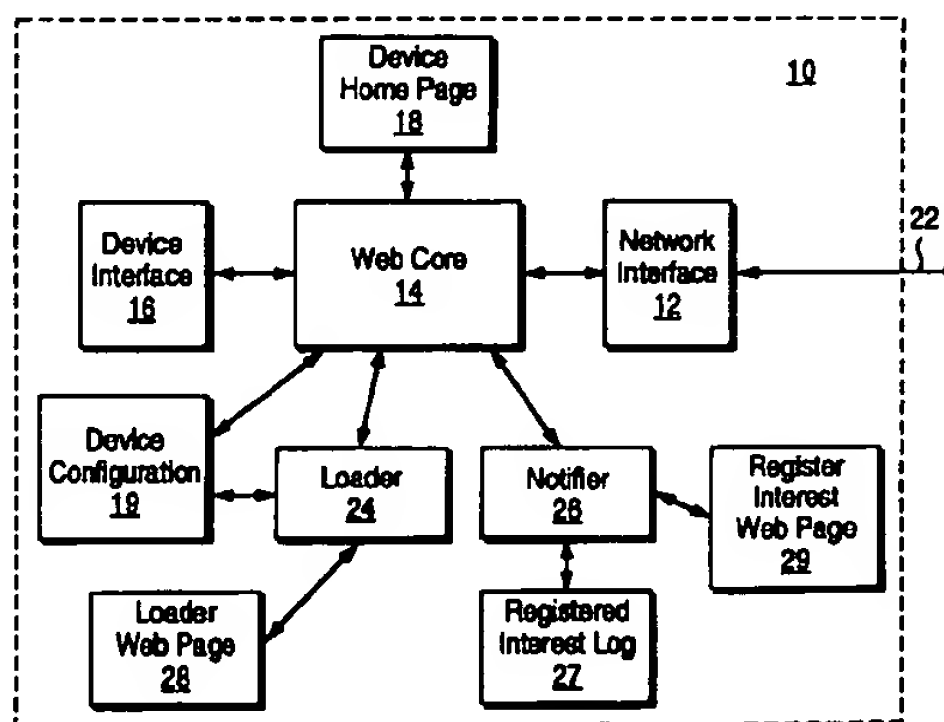 10
Device
Home Page
18
22
Device
Interface
16
Web Core
14
Network
Interface
12
Device
Configuration
19
Loader
24
Notifier
26
Register
Interest
Web Page
29
Loader
Web Page
28
Registered
Interest Log
27